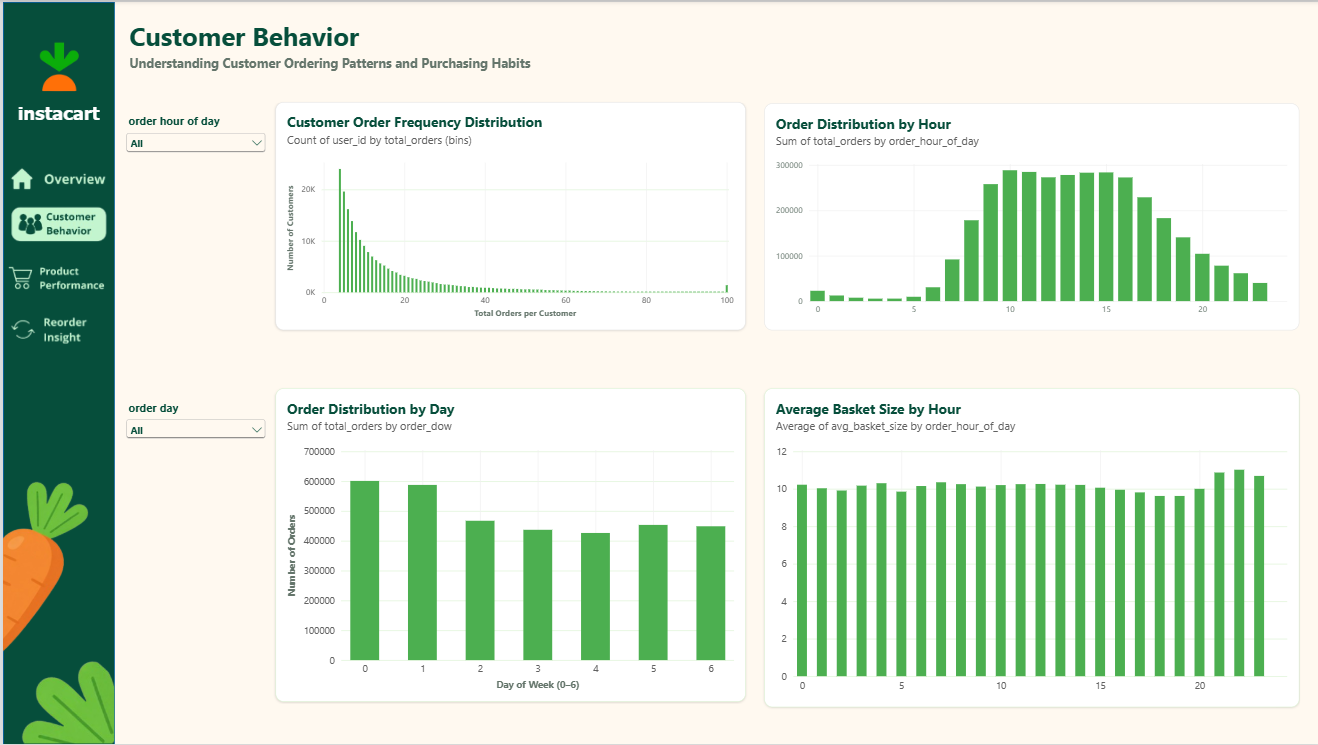 Customer Behavior
Understanding Customer Ordering Patterns and Purchasing Habits
instacart
Overview
Customer
Behavior
Product
Performance
Reorder
Insight
order hour of day
All
Customer Order Frequency Distribution
Count of user_id by total_orders (bins)
Number of Customers
20K
10K
0K
0
20
40
60
80
100
Total Orders per Customer
Order Distribution by Hour
Sum of total_orders by order_hour_of_day
300000
200000
100000
0
0
5
10
15
20
order day
All
Order Distribution by Day
Sum of total_orders by order_dow
Number of Orders
700000
600000
500000
400000
300000
200000
100000
0
0
1
2
3
4
5
6
Day of Week (0–6)
Average Basket Size by Hour
Average of avg_basket_size by order_hour_of_day
12
10
8
6
4
2
0
0
5
10
15
20